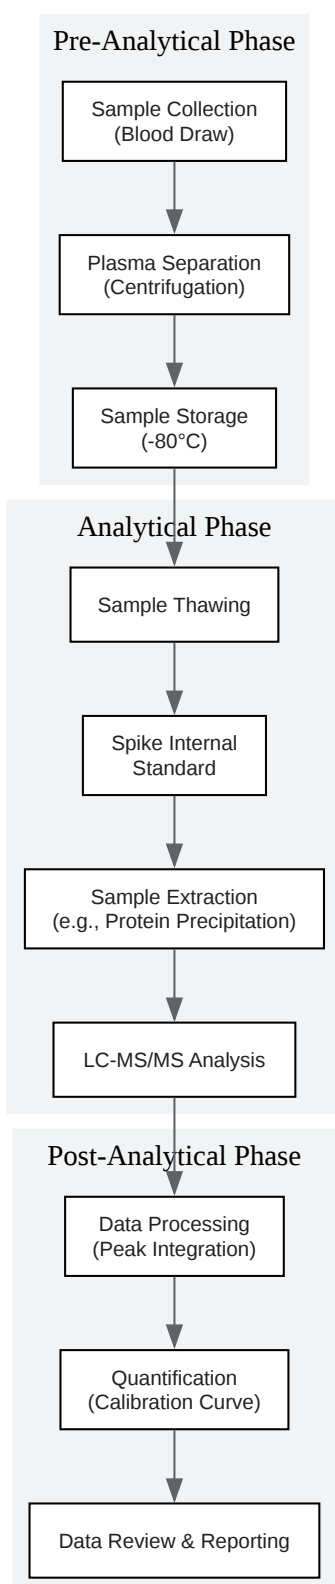 Pre-Analytical Phase
Sample Collection
(Blood Draw)
Plasma Separation
(Centrifugation)
Sample Storage
(-80°C)
Analytical Phase
Sample Thawing
Spike Internal
Standard
Sample Extraction
(e.g., Protein Precipitation)
LC-MS/MS Analysis
Post-Analytical Phase
Data Processing
(Peak Integration)
Quantification
(Calibration Curve)
Data Review & Reporting